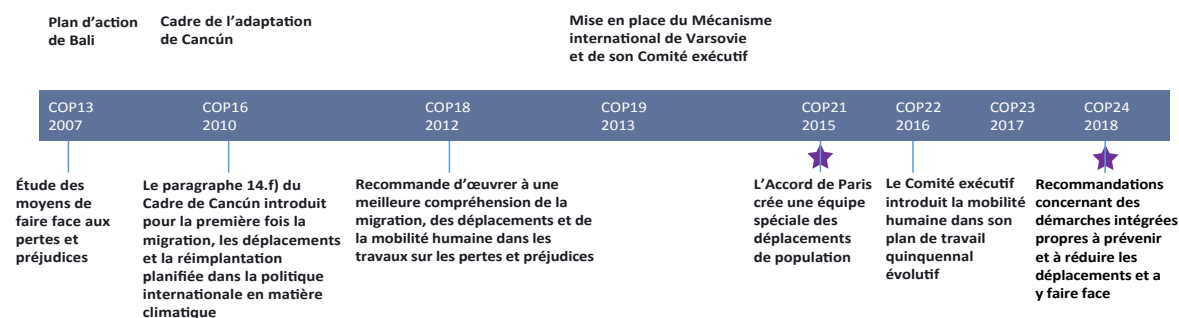 Plan d’action
de Bali
Cadre de l’adaptation
de Cancún
Mise en place du Mécanisme
international de Varsovie
et de son Comité exécutif
COP13
2007
COP16
2010
COP18
2012
COP19
2013
COP21
2015
COP22
2016
COP23
2017
COP24
2018
Étude des
moyens de
faire face aux
pertes et
préjudices
Le paragraphe 14.f) du
Cadre de Cancún introduit
pour la première fois la
migration, les déplacements
et la réimplantation
planifiée dans la politique
internationale en matière
climatique
Recommande d’œuvrer à une
meilleure compréhension de la
migration, des déplacements et de
la mobilité humaine dans les
travaux sur les pertes et préjudices
L’Accord de Paris
crée une équipe
spéciale des
déplacements
de population
Le Comité exécutif
introduit la mobilité
humaine dans son
plan de travail
quinquennal
évolutif
Recommandations
concernant des
démarches intégrées
propres à prévenir
et à réduire les
déplacements et a
y faire face